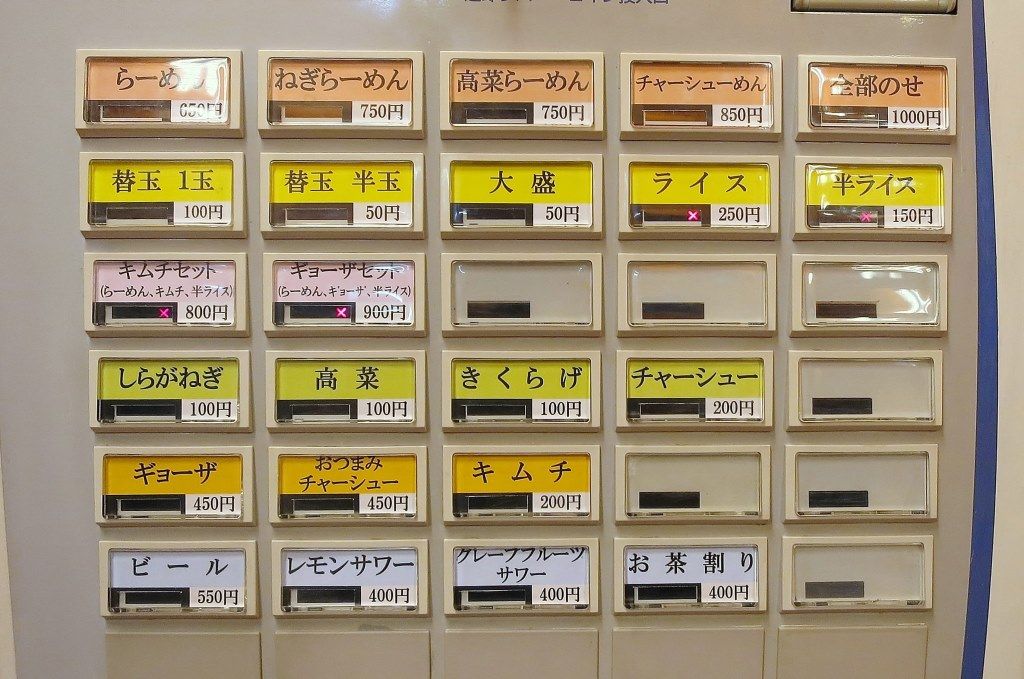 らーめん
650円
ねぎらーめん
750円
高菜らーめん
750円
チャーシューめん
850円
全部のせ
1000円
替玉 1玉
100円
替玉 半玉
50円
大盛
50円
ライス
× 250円
半ライス
× 150円
キムチセット
(らーめん、キムチ、半ライス)
× 800円
ギョーザセット
(らーめん、ギョーザ、半ライス)
× 900円
しらがねぎ
100円
高菜
100円
きくらげ
100円
チャーシュー
200円
ギョーザ
450円
おつまみ
チャーシュー
450円
キムチ
200円
ビール
550円
レモンサワー
400円
グレープフルーツ
サワー
400円
お茶割り
400円